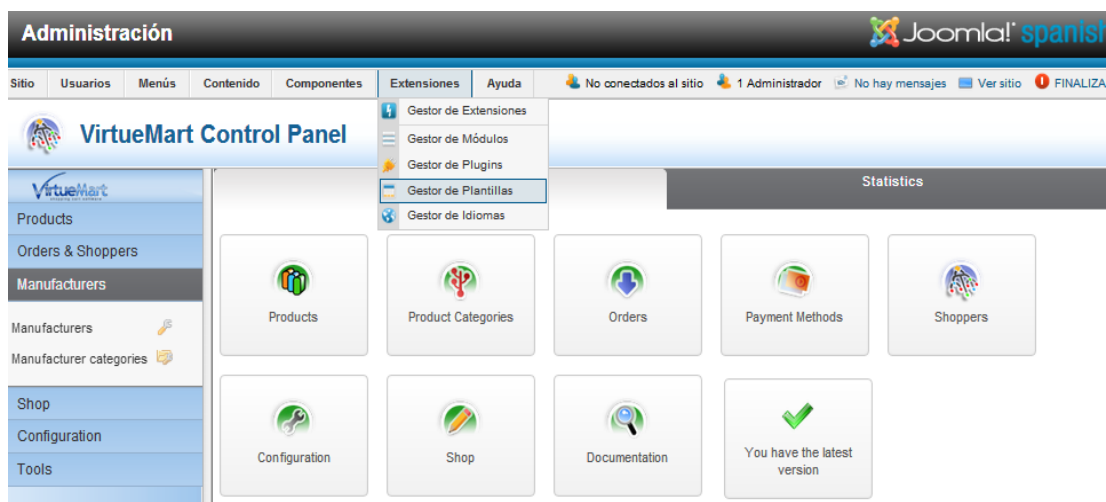 Administración
Joomla! spanish
Sitio Usuarios Menús Contenido Componentes Extensiones Ayuda No conectados al sitio 1 Administrador No hay mensajes Ver sitio FINALIZA
Gestor de Extensiones
Gestor de Módulos
Gestor de Plugins
Gestor de Plantillas
Gestor de Idiomas
VirtueMart Control Panel
VirtueMart
Products
Orders & Shoppers
Manufacturers
Manufacturers
Manufacturer categories
Shop
Configuration
Tools
Statistics
Products Product Categories Orders Payment Methods Shoppers
Configuration Shop Documentation You have the latest
version